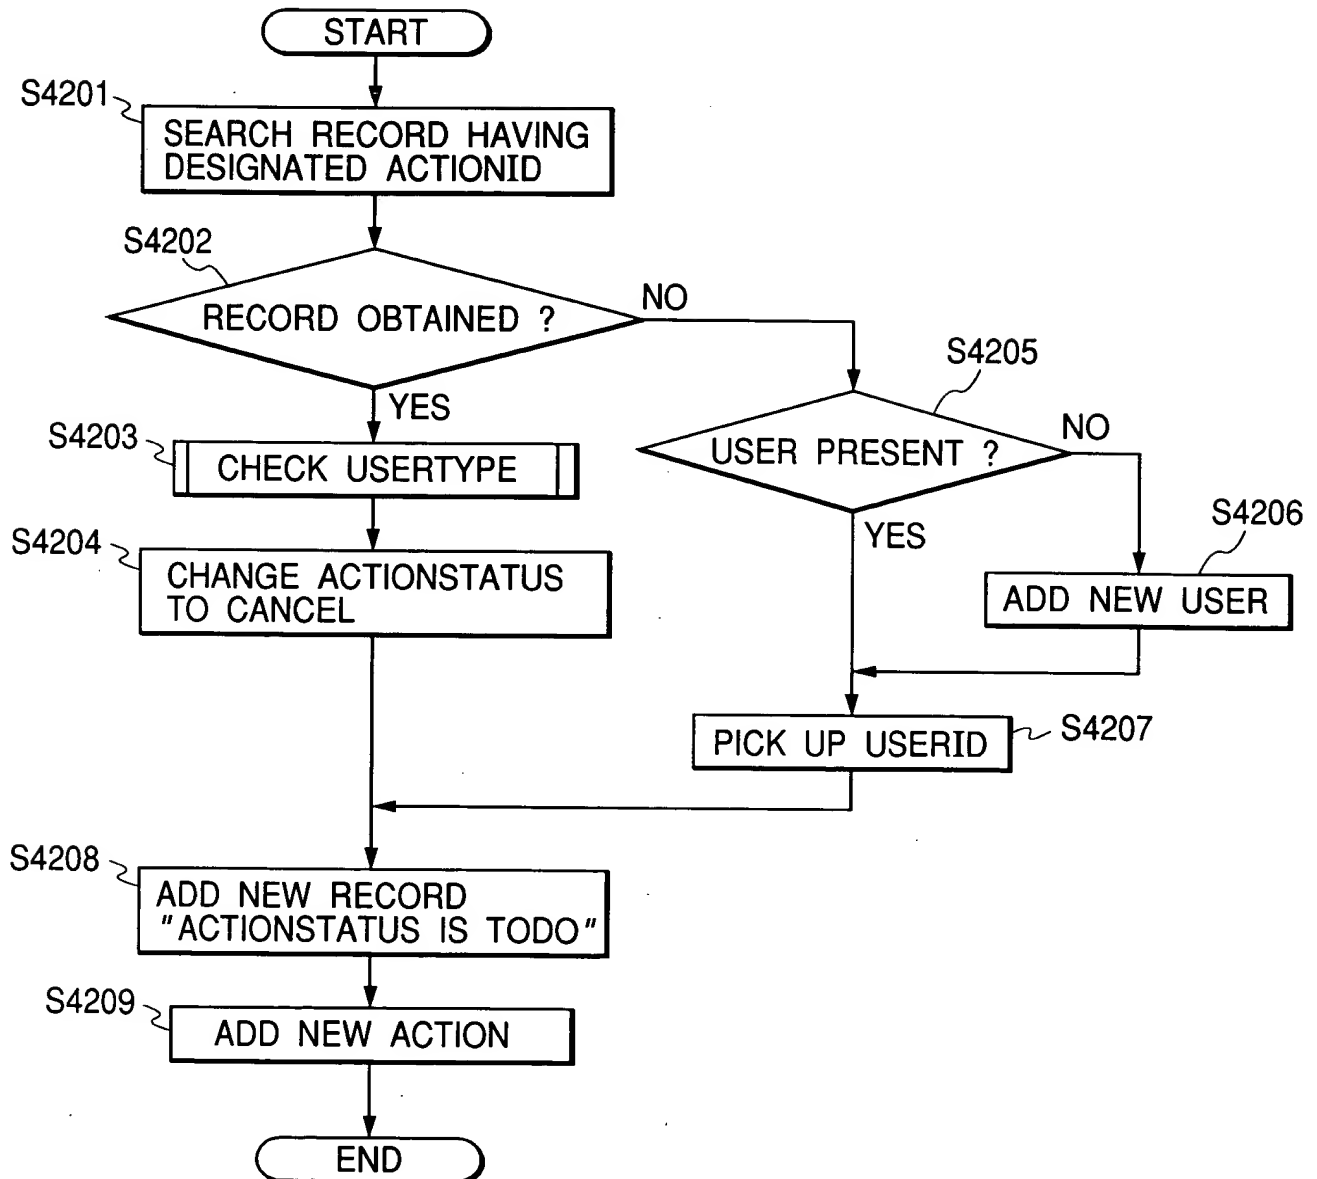 START
S4201
SEARCH RECORD HAVING
DESIGNATED ACTIONID
S4202
RECORD OBTAINED ?
NO
YES
S4205
USER PRESENT ?
NO
YES
S4203
CHECK USERTYPE
S4204
CHANGE ACTIONSTATUS
TO CANCEL
S4206
ADD NEW USER
PICK UP USERID
S4207
S4208
ADD NEW RECORD
"ACTIONSTATUS IS TODO"
S4209
ADD NEW ACTION
END